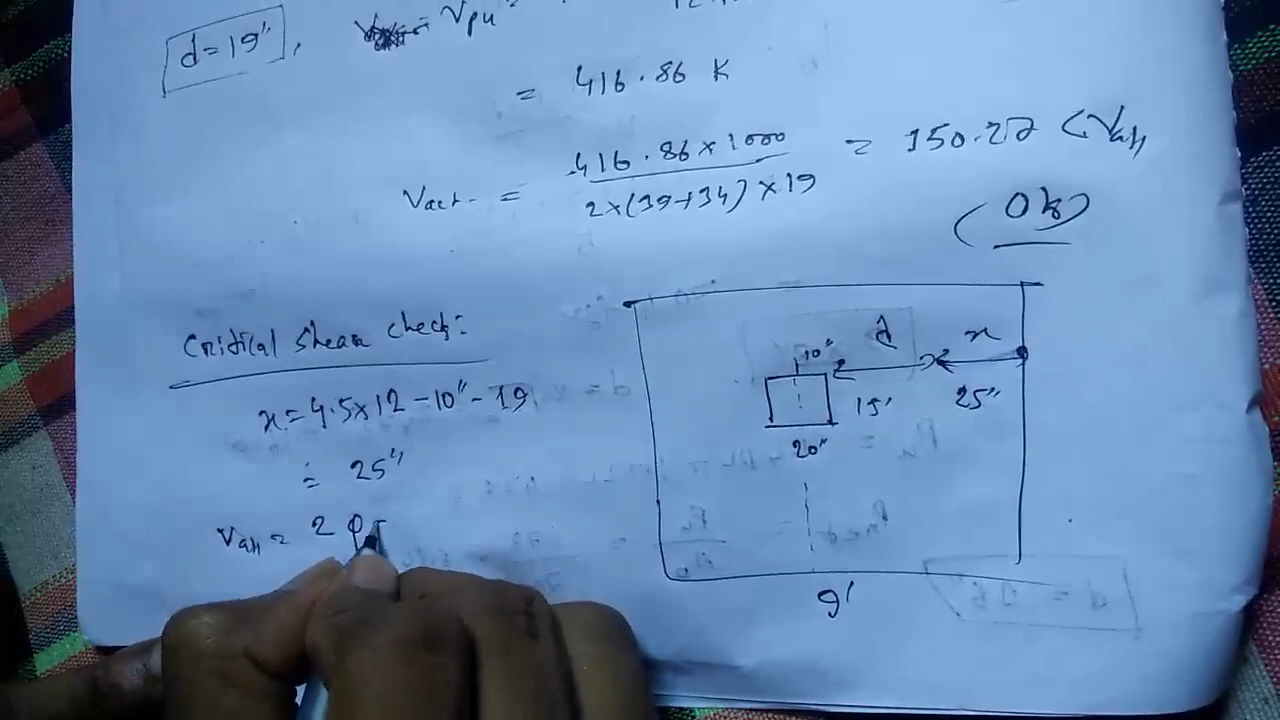 d=19",
Vpu
= 416.86 K
Vact. = 416.86×1000 / 2×(39+34)×19 = 150.27 <Vall
(Ok)
Critical Shear Check:
x=4.5×12-10"-19
= 25"
Vall = 2 φ√
10"
d
x
15"
25"
20"
9'